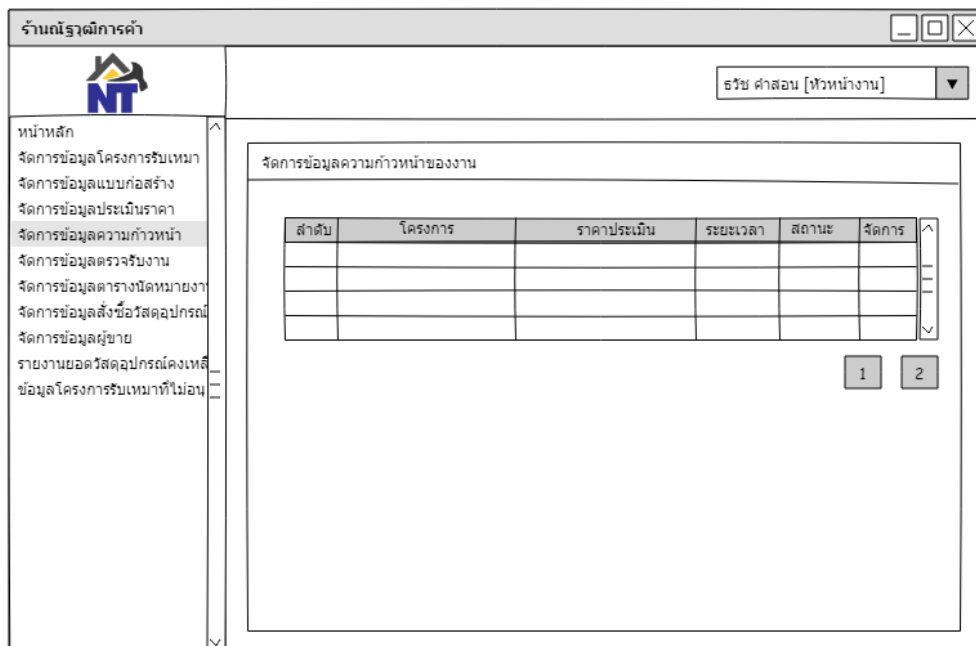 ร้านณัฐวุฒิการค้า
NT
ธวัช คำสอน [หัวหน้างาน]
หน้าหลัก
จัดการข้อมูลโครงการรับเหมา
จัดการข้อมูลแบบก่อสร้าง
จัดการข้อมูลประเมินราคา
จัดการข้อมูลความก้าวหน้า
จัดการข้อมูลตรวจรับงาน
จัดการข้อมูลตารางนัดหมายงา
จัดการข้อมูลสั่งซื้อวัสดุอุปกรณ์
จัดการข้อมูลผู้ขาย
รายงานยอดวัสดุอุปกรณ์คงเหลื
ข้อมูลโครงการรับเหมาที่ไม่อนุ
จัดการข้อมูลความก้าวหน้าของงาน
ลำดับ โครงการ ราคาประเมิน ระยะเวลา สถานะ จัดการ
1 2